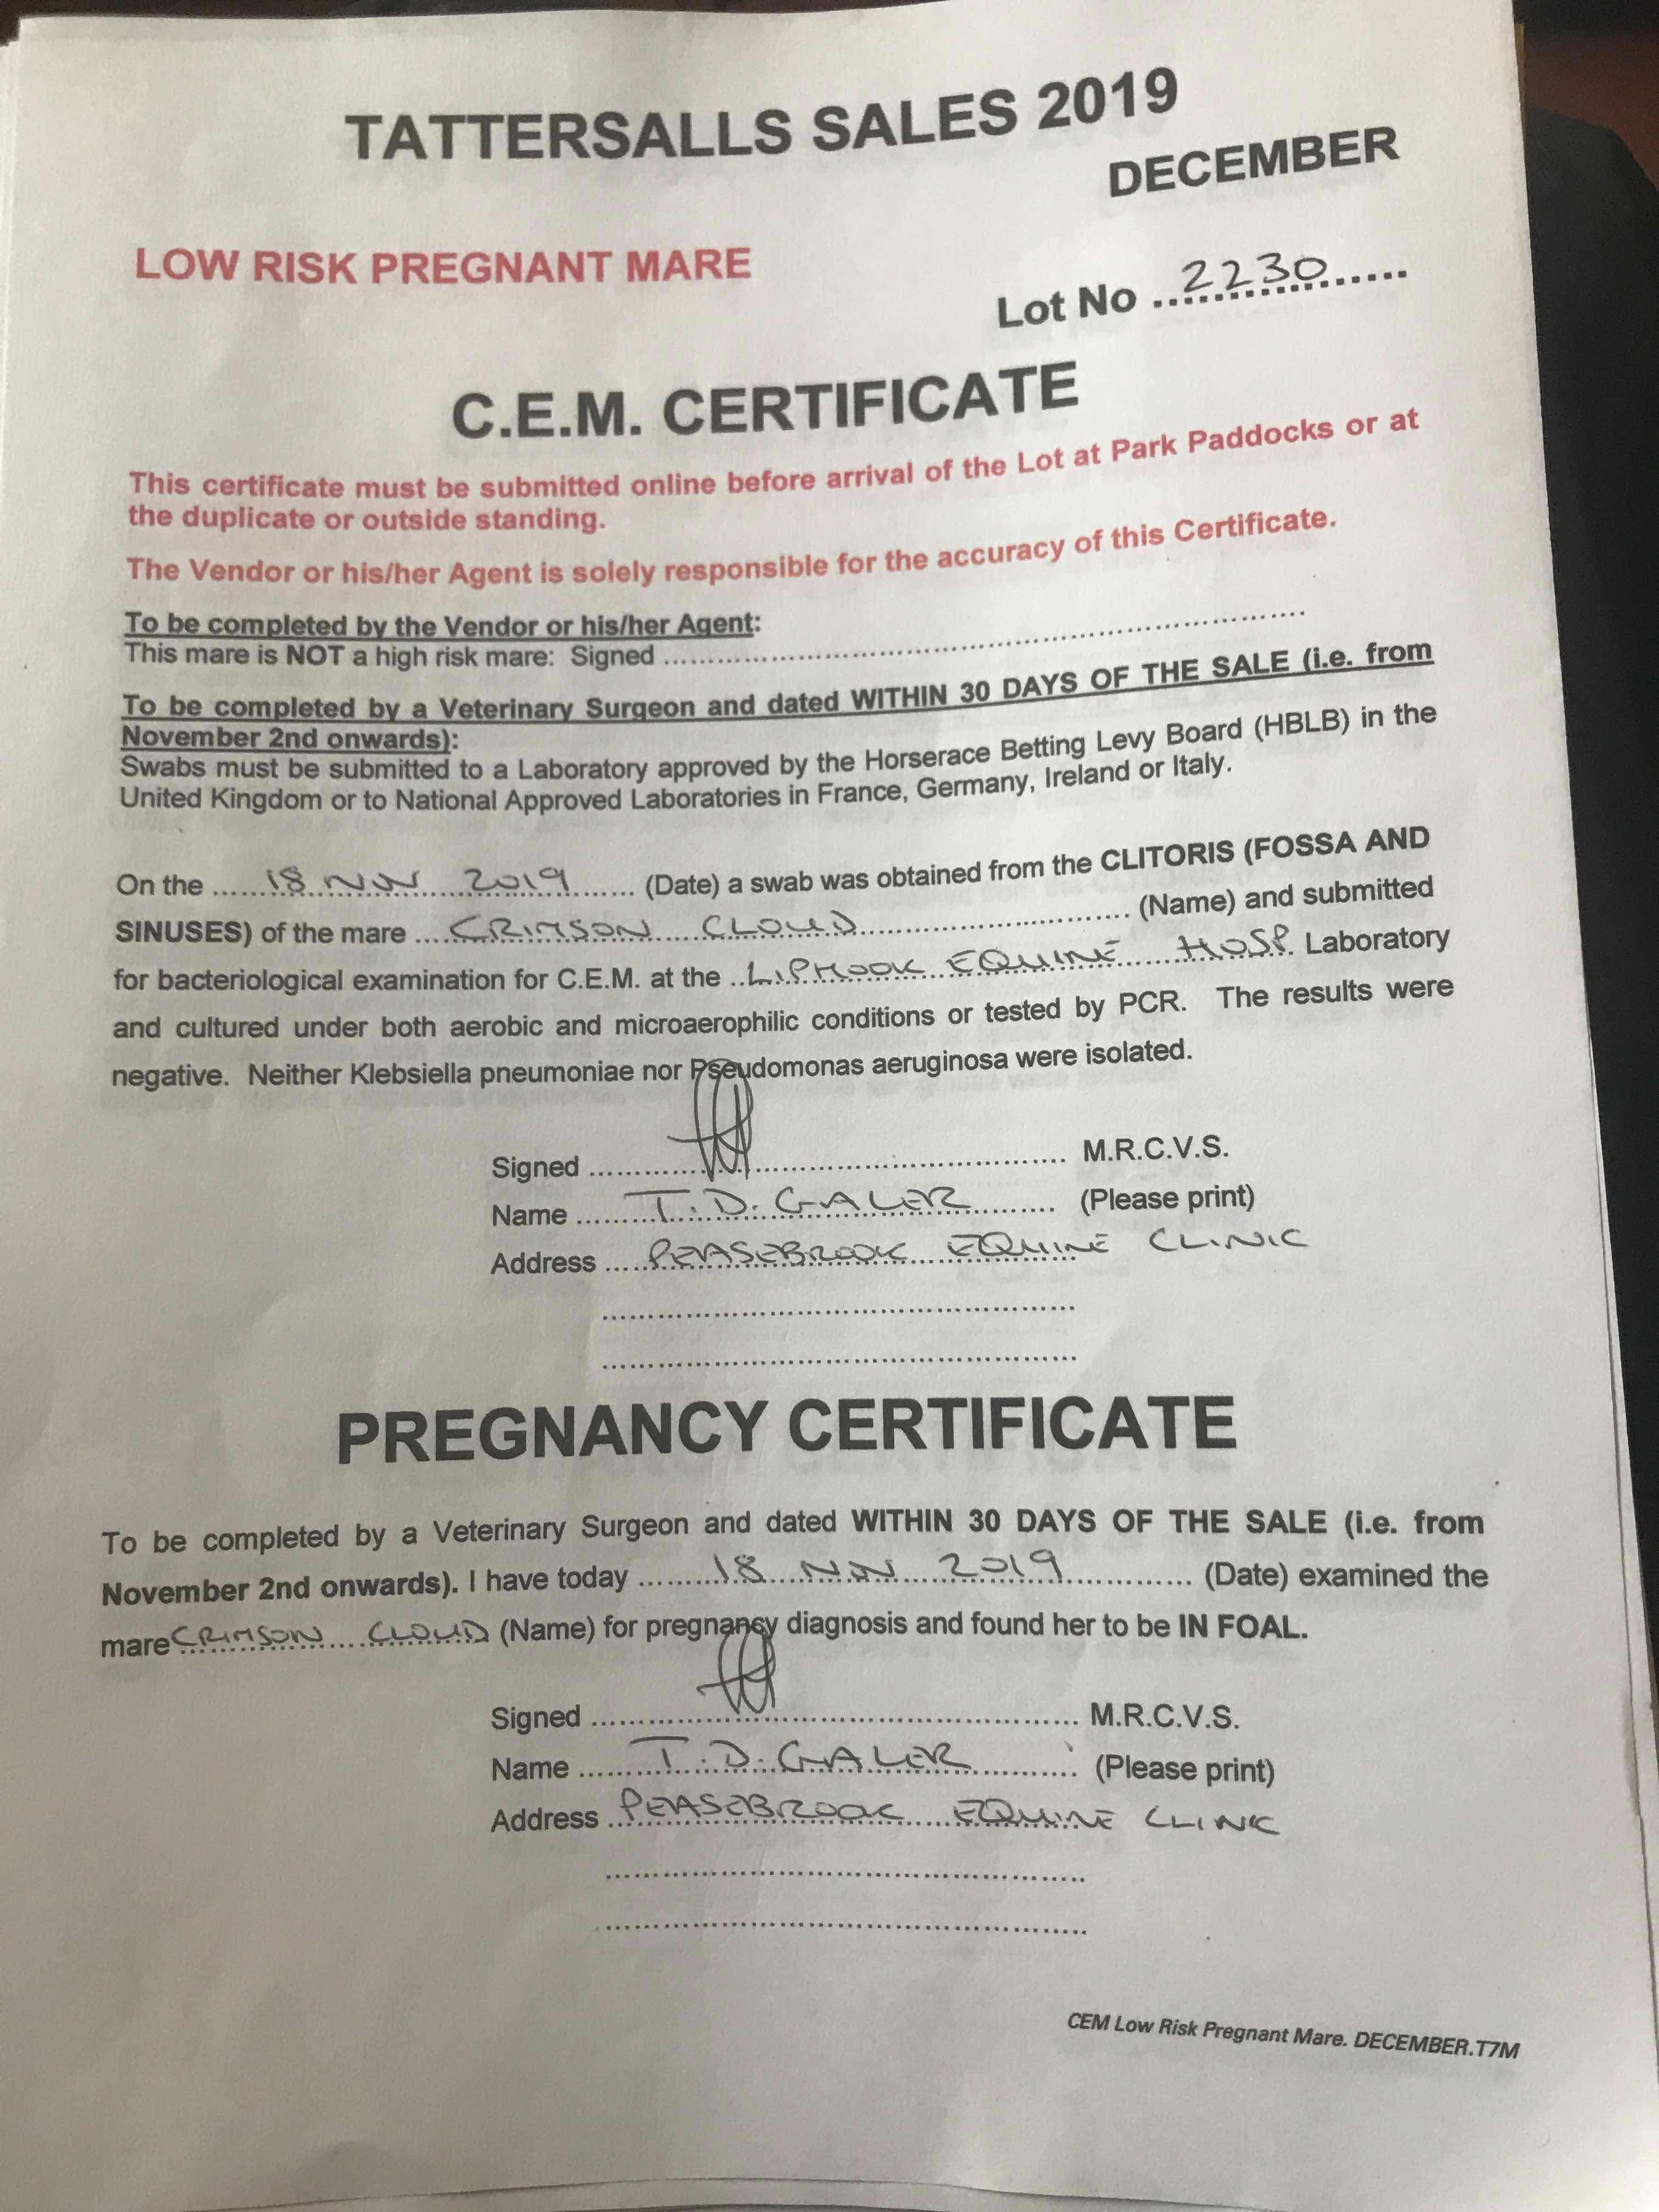 TATTERSALLS SALES 2019
DECEMBER
LOW RISK PREGNANT MARE
Lot No ...2230......
C.E.M. CERTIFICATE
This certificate must be submitted online before arrival of the Lot at Park Paddocks or at
the duplicate or outside standing.
The Vendor or his/her Agent is solely responsible for the accuracy of this Certificate.
To be completed by the Vendor or his/her Agent:
This mare is NOT a high risk mare: Signed ........................................
To be completed by a Veterinary Surgeon and dated WITHIN 30 DAYS OF THE SALE (i.e. from
November 2nd onwards):
Swabs must be submitted to a Laboratory approved by the Horserace Betting Levy Board (HBLB) in the
United Kingdom or to National Approved Laboratories in France, Germany, Ireland or Italy.
On the ......18 NOV 2019....... (Date) a swab was obtained from the CLITORIS (FOSSA AND
SINUSES) of the mare ....CRIMSON CLOUD.................... (Name) and submitted
for bacteriological examination for C.E.M. at the ..LIPHOOK EQUINE HOSP. Laboratory
and cultured under both aerobic and microaerophilic conditions or tested by PCR. The results were
negative. Neither Klebsiella pneumoniae nor Pseudomonas aeruginosa were isolated.
Signed ........................................ M.R.C.V.S.
Name .........T. D. GALER......... (Please print)
Address .....PEASEBROOK EQUINE CLINIC
........................................
........................................
PREGNANCY CERTIFICATE
To be completed by a Veterinary Surgeon and dated WITHIN 30 DAYS OF THE SALE (i.e. from
November 2nd onwards). I have today ........18 NOV 2019............. (Date) examined the
mare CRIMSON CLOUD (Name) for pregnancy diagnosis and found her to be IN FOAL.
Signed ........................................ M.R.C.V.S.
Name .........T. D. GALER......... (Please print)
Address ..PEASEBROOK EQUINE CLINIC
........................................
........................................
CEM Low Risk Pregnant Mare. DECEMBER.T7M